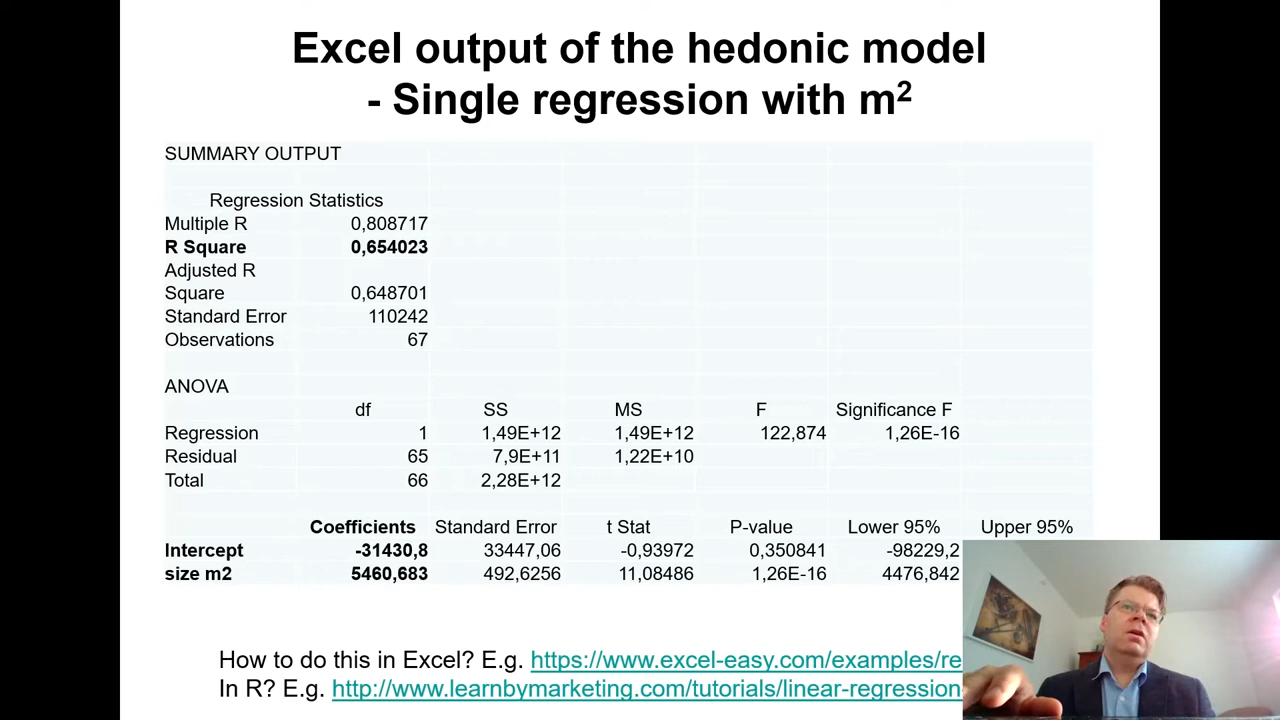 Excel output of the hedonic model
- Single regression with m²
SUMMARY OUTPUT
Regression Statistics
Multiple R 0,808717
R Square 0,654023
Adjusted R
Square 0,648701
Standard Error 110242
Observations 67
ANOVA
df SS MS F Significance F
Regression 1 1,49E+12 1,49E+12 122,874 1,26E-16
Residual 65 7,9E+11 1,22E+10
Total 66 2,28E+12
Coefficients Standard Error t Stat P-value Lower 95% Upper 95%
Intercept -31430,8 33447,06 -0,93972 0,350841 -98229,2
size m2 5460,683 492,6256 11,08486 1,26E-16 4476,842
How to do this in Excel? E.g. https://www.excel-easy.com/examples/re
In R? E.g. http://www.learnbymarketing.com/tutorials/linear-regression